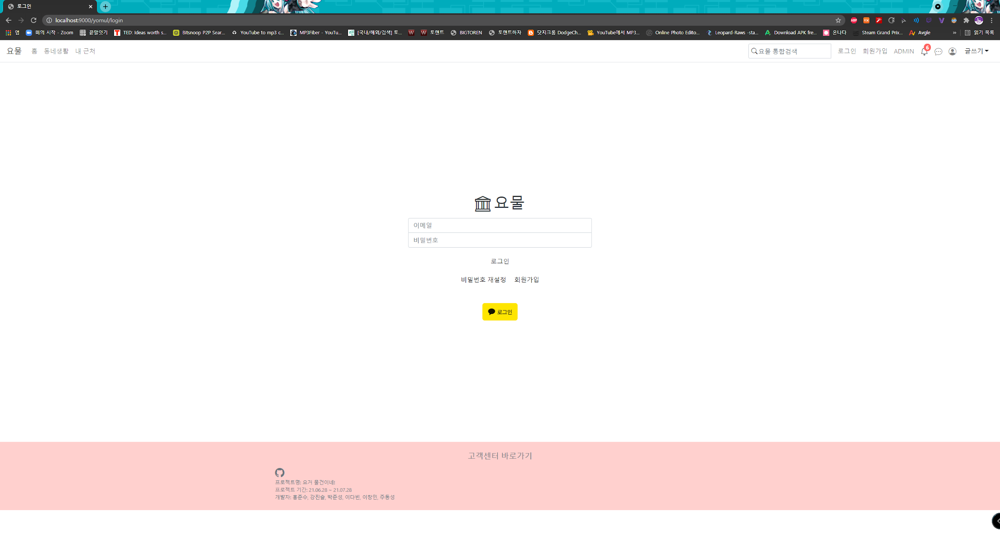 로그인
localhost:9000/yomul/login
앱 회의 시작 - Zoom 끝말잇기 TED: Ideas worth s... Bitsnoop P2P Sear... YouTube to mp3 c... MP3Fiber - YouTu... [국내/해외/검색] 토... 토렌트 BIGTOREN 토렌트하자 닷지크롬 DodgeCh... YouTube에서 MP3... Online Photo Edito... Leopard-Raws -sta... Download APK fre... 온나다 Steam Grand Prix... Avgle » 읽기 목록
요물 홈 동네생활 내 근처 요물 통합검색 로그인 회원가입 ADMIN 6 글쓰기
요물
이메일
비밀번호
로그인
비밀번호 재설정 회원가입
로그인
고객센터 바로가기
프로젝트명: 요거 물건이네!
프로젝트 기간: 21.06.28 ~ 21.07.28
개발자: 홍준수, 강진슬, 박준성, 이다빈, 이창민, 주동성